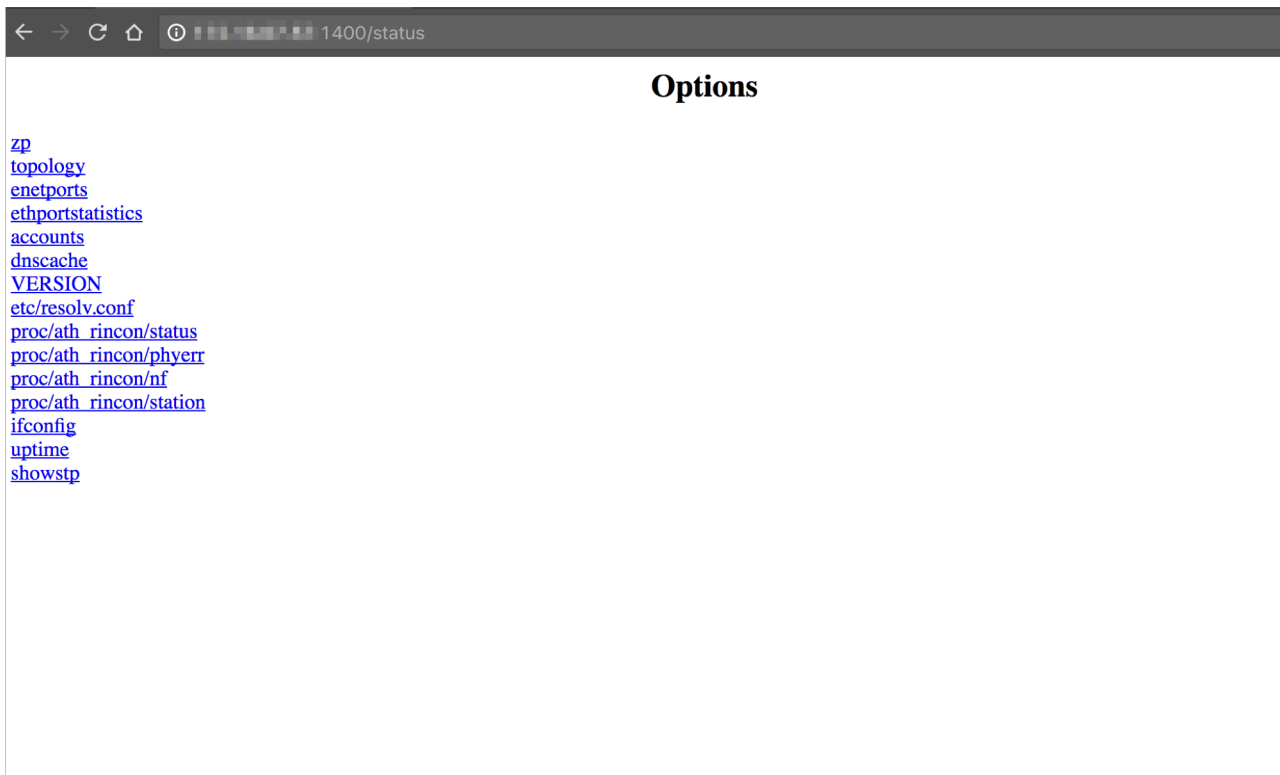 1400/status
Options
zp
topology
enetports
ethportstatistics
accounts
dnscache
VERSION
etc/resolv.conf
proc/ath_rincon/status
proc/ath_rincon/phyerr
proc/ath_rincon/nf
proc/ath_rincon/station
ifconfig
uptime
showstp